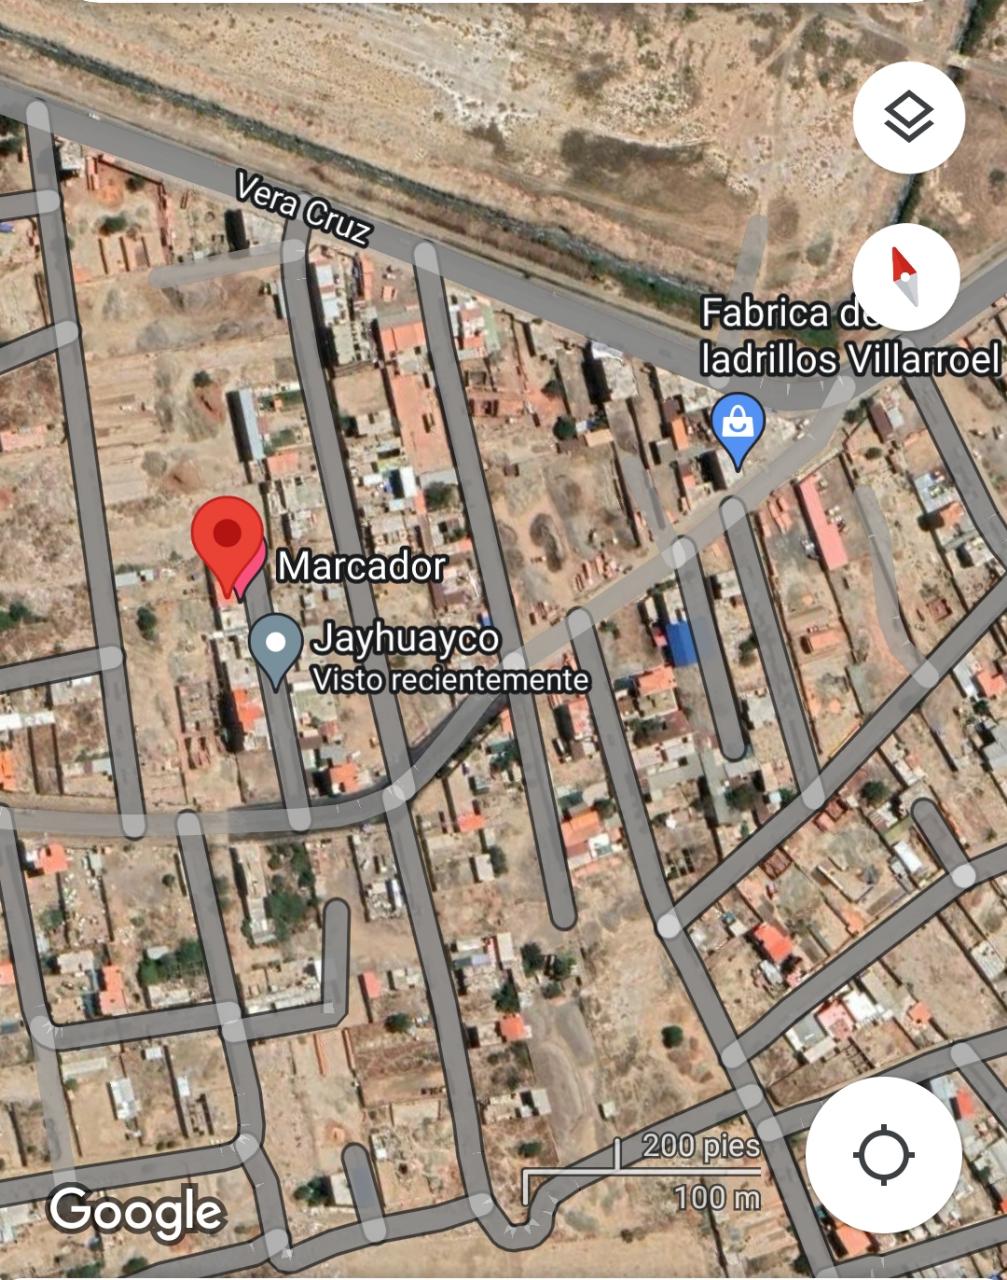 Vera Cruz
Fabrica de
ladrillos Villarroel
Marcador
Jayhuayco
Visto recientemente
200 pies
100 m
Google